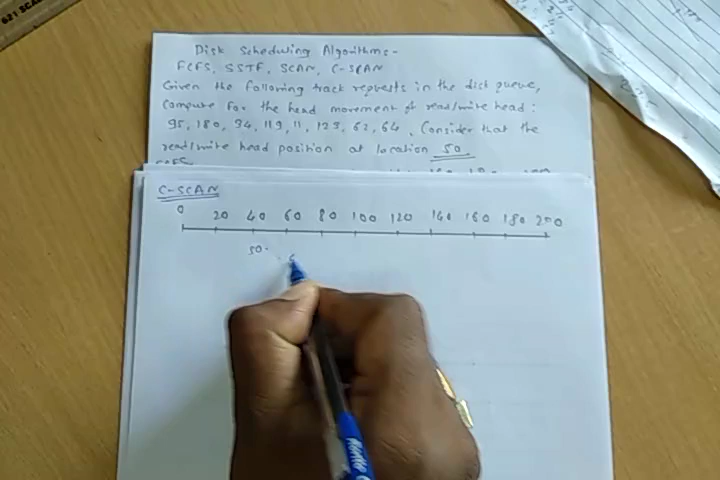 Disk Scheduling Algorithms-
FCFS, SSTF, SCAN, C-SCAN
Given the following track requests in the disk queue,
compute for the head movement of read/write head:
95, 180, 34, 119, 11, 123, 62, 64, Consider that the
read/write head position at location 50.
FCFS
C-SCAN
0 20 40 60 80 100 120 140 160 180 200
50